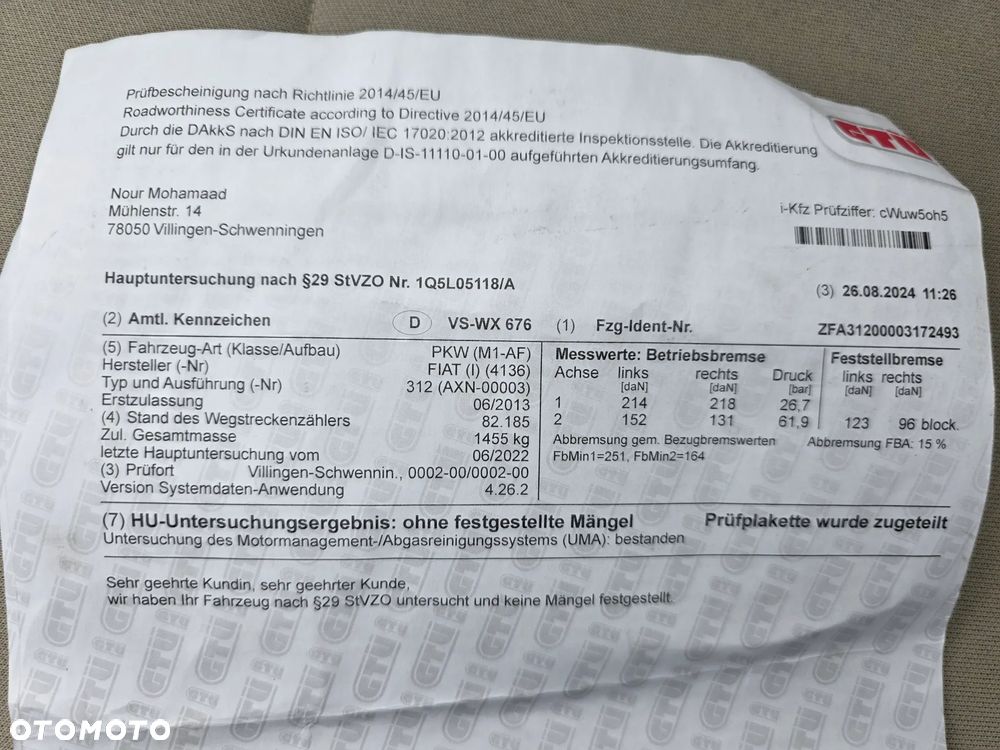 Prüfbescheinigung nach Richtlinie 2014/45/EU
Roadworthiness Certificate according to Directive 2014/45/EU
Durch die DAkkS nach DIN EN ISO/ IEC 17020:2012 akkreditierte Inspektionsstelle. Die Akkreditierung
gilt nur für den in der Urkundenanlage D-IS-11110-01-00 aufgeführten Akkreditierungsumfang.
GTÜ
Nour Mohamaad
Mühlenstr. 14
78050 Villingen-Schwenningen
i-Kfz Prüfziffer: cWuw5oh5
Hauptuntersuchung nach §29 StVZO Nr. 1Q5L05118/A
(3) 26.08.2024 11:26
(2) Amtl. Kennzeichen D VS-WX 676 (1) Fzg-Ident-Nr. ZFA31200003172493
(5) Fahrzeug-Art (Klasse/Aufbau) PKW (M1-AF)
Hersteller (-Nr) FIAT (I) (4136)
Typ und Ausführung (-Nr) 312 (AXN-00003)
Erstzulassung 06/2013
(4) Stand des Wegstreckenzählers 82.185
Zul. Gesamtmasse 1455 kg
letzte Hauptuntersuchung vom 06/2022
(3) Prüfort Villingen-Schwennin., 0002-00/0002-00
Version Systemdaten-Anwendung 4.26.2
Messwerte: Betriebsbremse Feststellbremse
Achse links rechts Druck links rechts
[daN] [daN] [bar] [daN] [daN]
1 214 218 26,7
2 152 131 61,9 123 96 block.
Abbremsung gem. Bezugbremswerten Abbremsung FBA: 15 %
FbMin1=251, FbMin2=164
(7) HU-Untersuchungsergebnis: ohne festgestellte Mängel Prüfplakette wurde zugeteilt
Untersuchung des Motormanagement-/Abgasreinigungssystems (UMA): bestanden
Sehr geehrte Kundin, sehr geehrter Kunde,
wir haben Ihr Fahrzeug nach §29 StVZO untersucht und keine Mängel festgestellt.
OTOMOTO